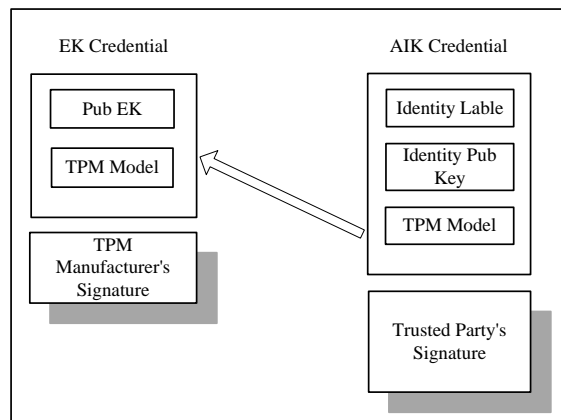 EK Credential
Pub EK
TPM Model
TPM
Manufacturer's
Signature
AIK Credential
Identity Lable
Identity Pub
Key
TPM Model
Trusted Party's
Signature